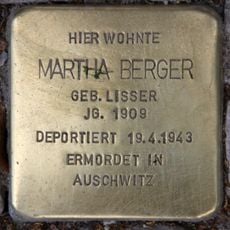 HIER WOHNTE
MARTHA BERGER
GEB. LISSER
JG. 1909
DEPORTIERT 19.4.1943
ERMORDET IN
AUSCHWITZ